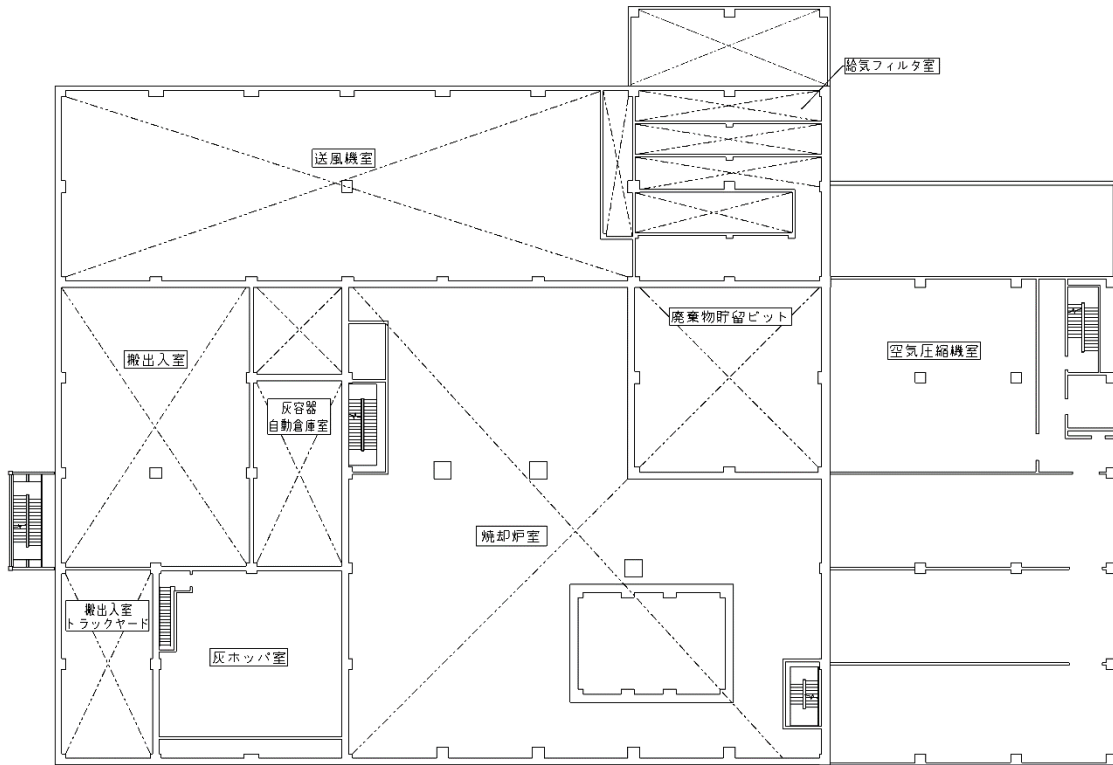 給気フィルタ室
送風機室
廃棄物貯留ピット
搬出入室
空気圧縮機室
灰容器
自動倉庫室
焼却炉室
搬出入室
トラックヤード
灰ホッパ室